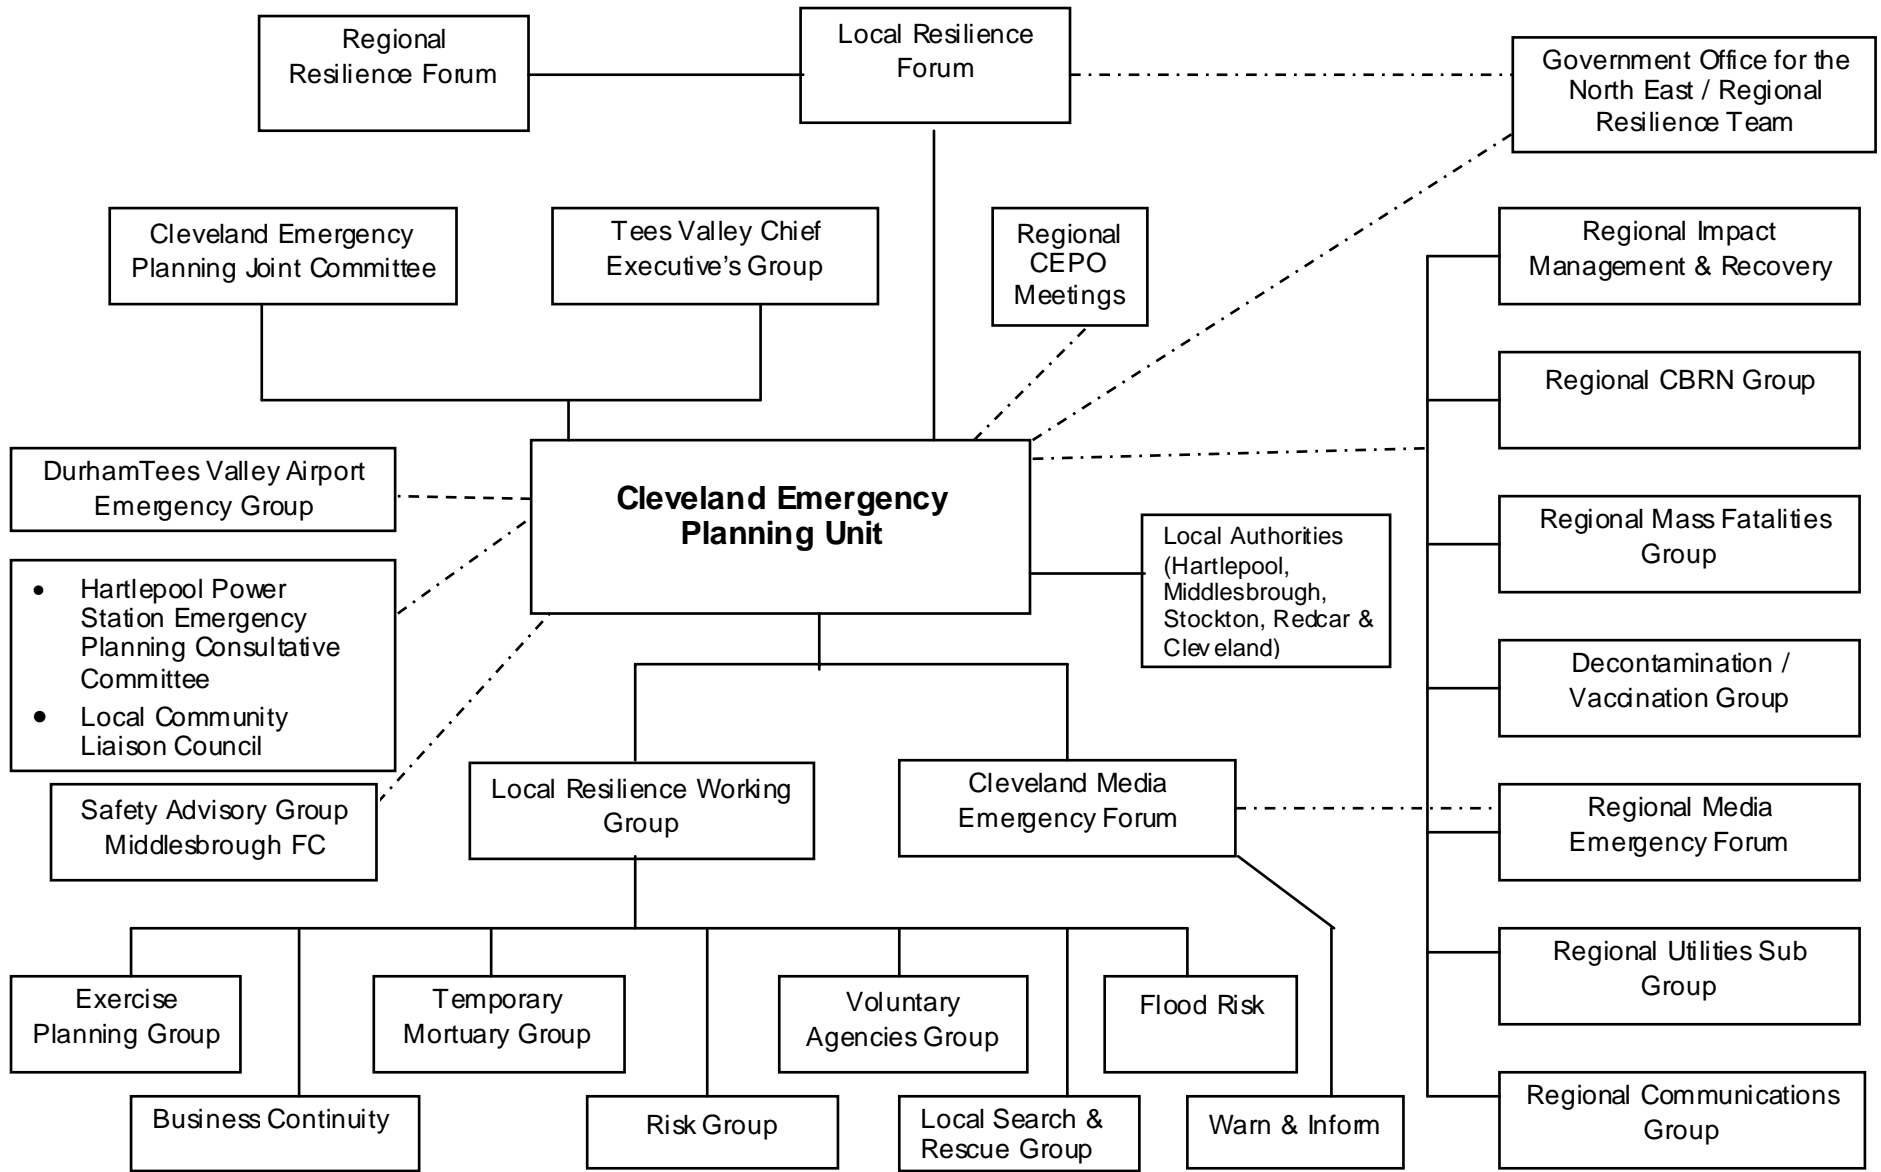 Regional
Resilience Forum
Local Resilience
Forum
Government Office for the
North East / Regional
Resilience Team
Cleveland Emergency
Planning Joint Committee
Tees Valley Chief
Executive's Group
Regional
CEPO
Meetings
Regional Impact
Management & Recovery
Regional CBRN Group
DurhamTees Valley Airport
Emergency Group
Cleveland Emergency
Planning Unit
Local Authorities
(Hartlepool,
Middlesbrough,
Stockton, Redcar &
Cleveland)
Regional Mass Fatalities
Group
• Hartlepool Power
Station Emergency
Planning Consultative
Committee
• Local Community
Liaison Council
Decontamination /
Vaccination Group
Safety Advisory Group
Middlesbrough FC
Local Resilience Working
Group
Cleveland Media
Emergency Forum
Regional Media
Emergency Forum
Regional Utilities Sub
Group
Exercise
Planning Group
Temporary
Mortuary Group
Voluntary
Agencies Group
Flood Risk
Business Continuity
Risk Group
Local Search &
Rescue Group
Warn & Inform
Regional Communications
Group